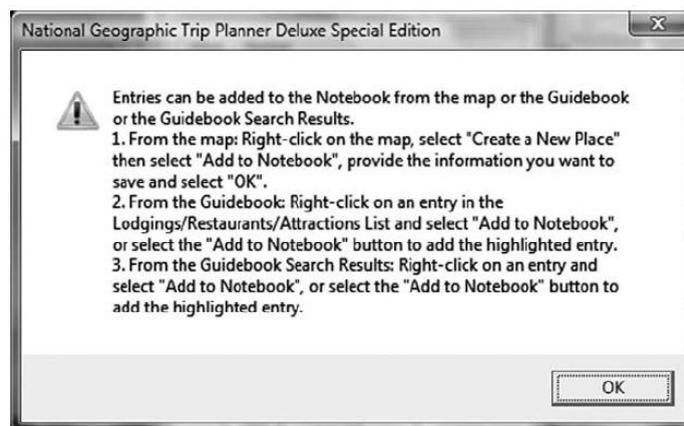 National Geographic Trip Planner Deluxe Special Edition
Entries can be added to the Notebook from the map or the Guidebook
or the Guidebook Search Results.
1. From the map: Right-click on the map, select "Create a New Place"
then select "Add to Notebook", provide the information you want to
save and select "OK".
2. From the Guidebook: Right-click on an entry in the
Lodgings/Restaurants/Attractions List and select "Add to Notebook",
or select the "Add to Notebook" button to add the highlighted entry.
3. From the Guidebook Search Results: Right-click on an entry and
select "Add to Notebook", or select the "Add to Notebook" button to
add the highlighted entry.
OK